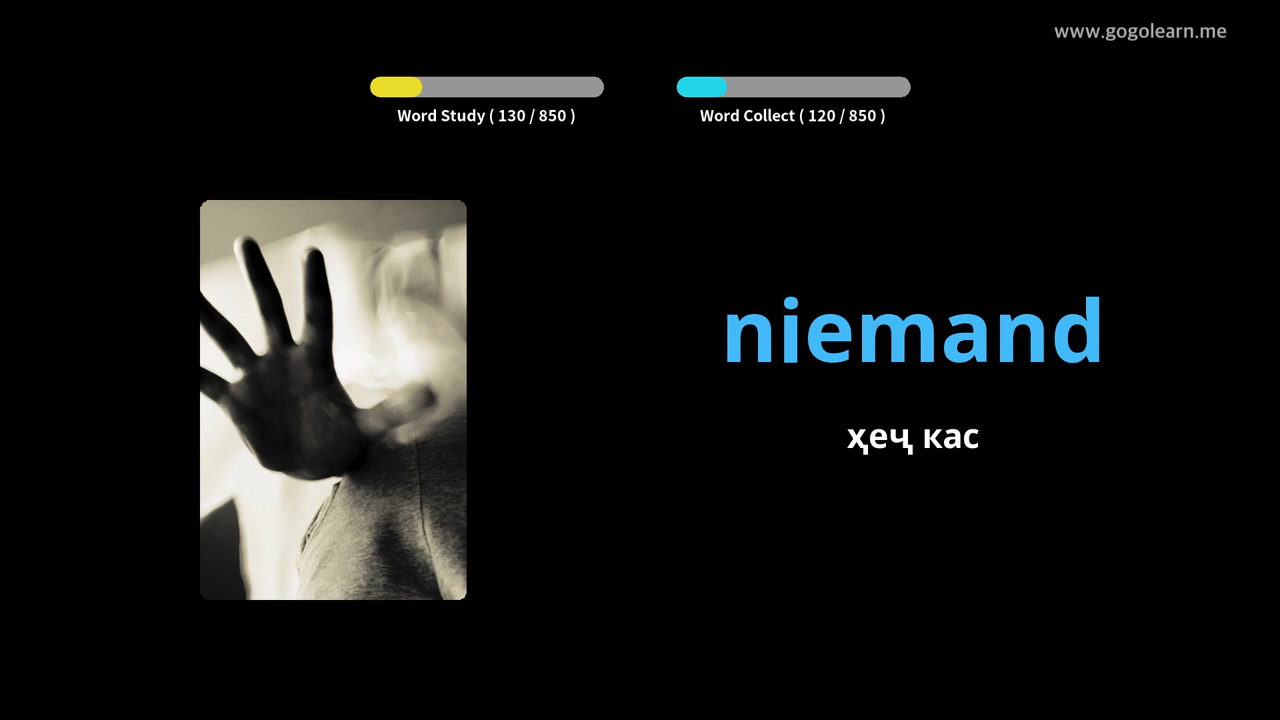 www.gogolearn.me
Word Study ( 130 / 850 )
Word Collect ( 120 / 850 )
niemand
ҳеҷ кас